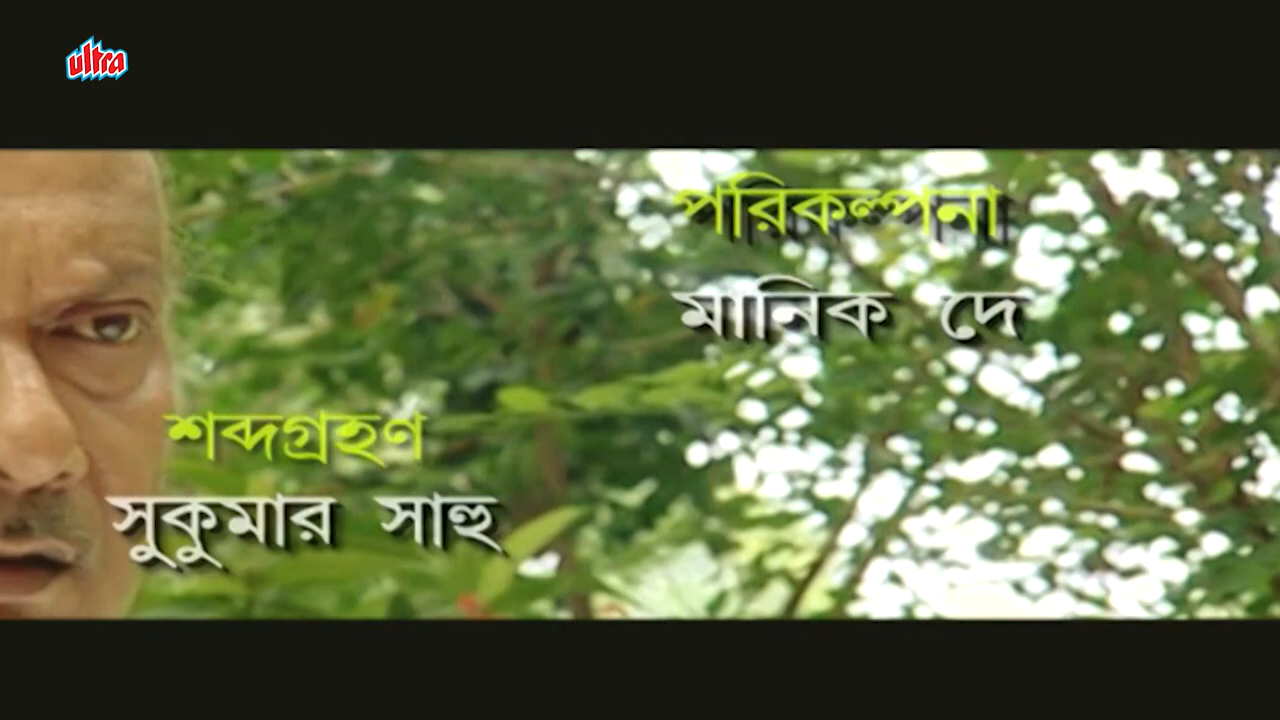 ultra
পরিকল্পনা
মানিক দে
শব্দগ্রহণ
সুকুমার সাহু